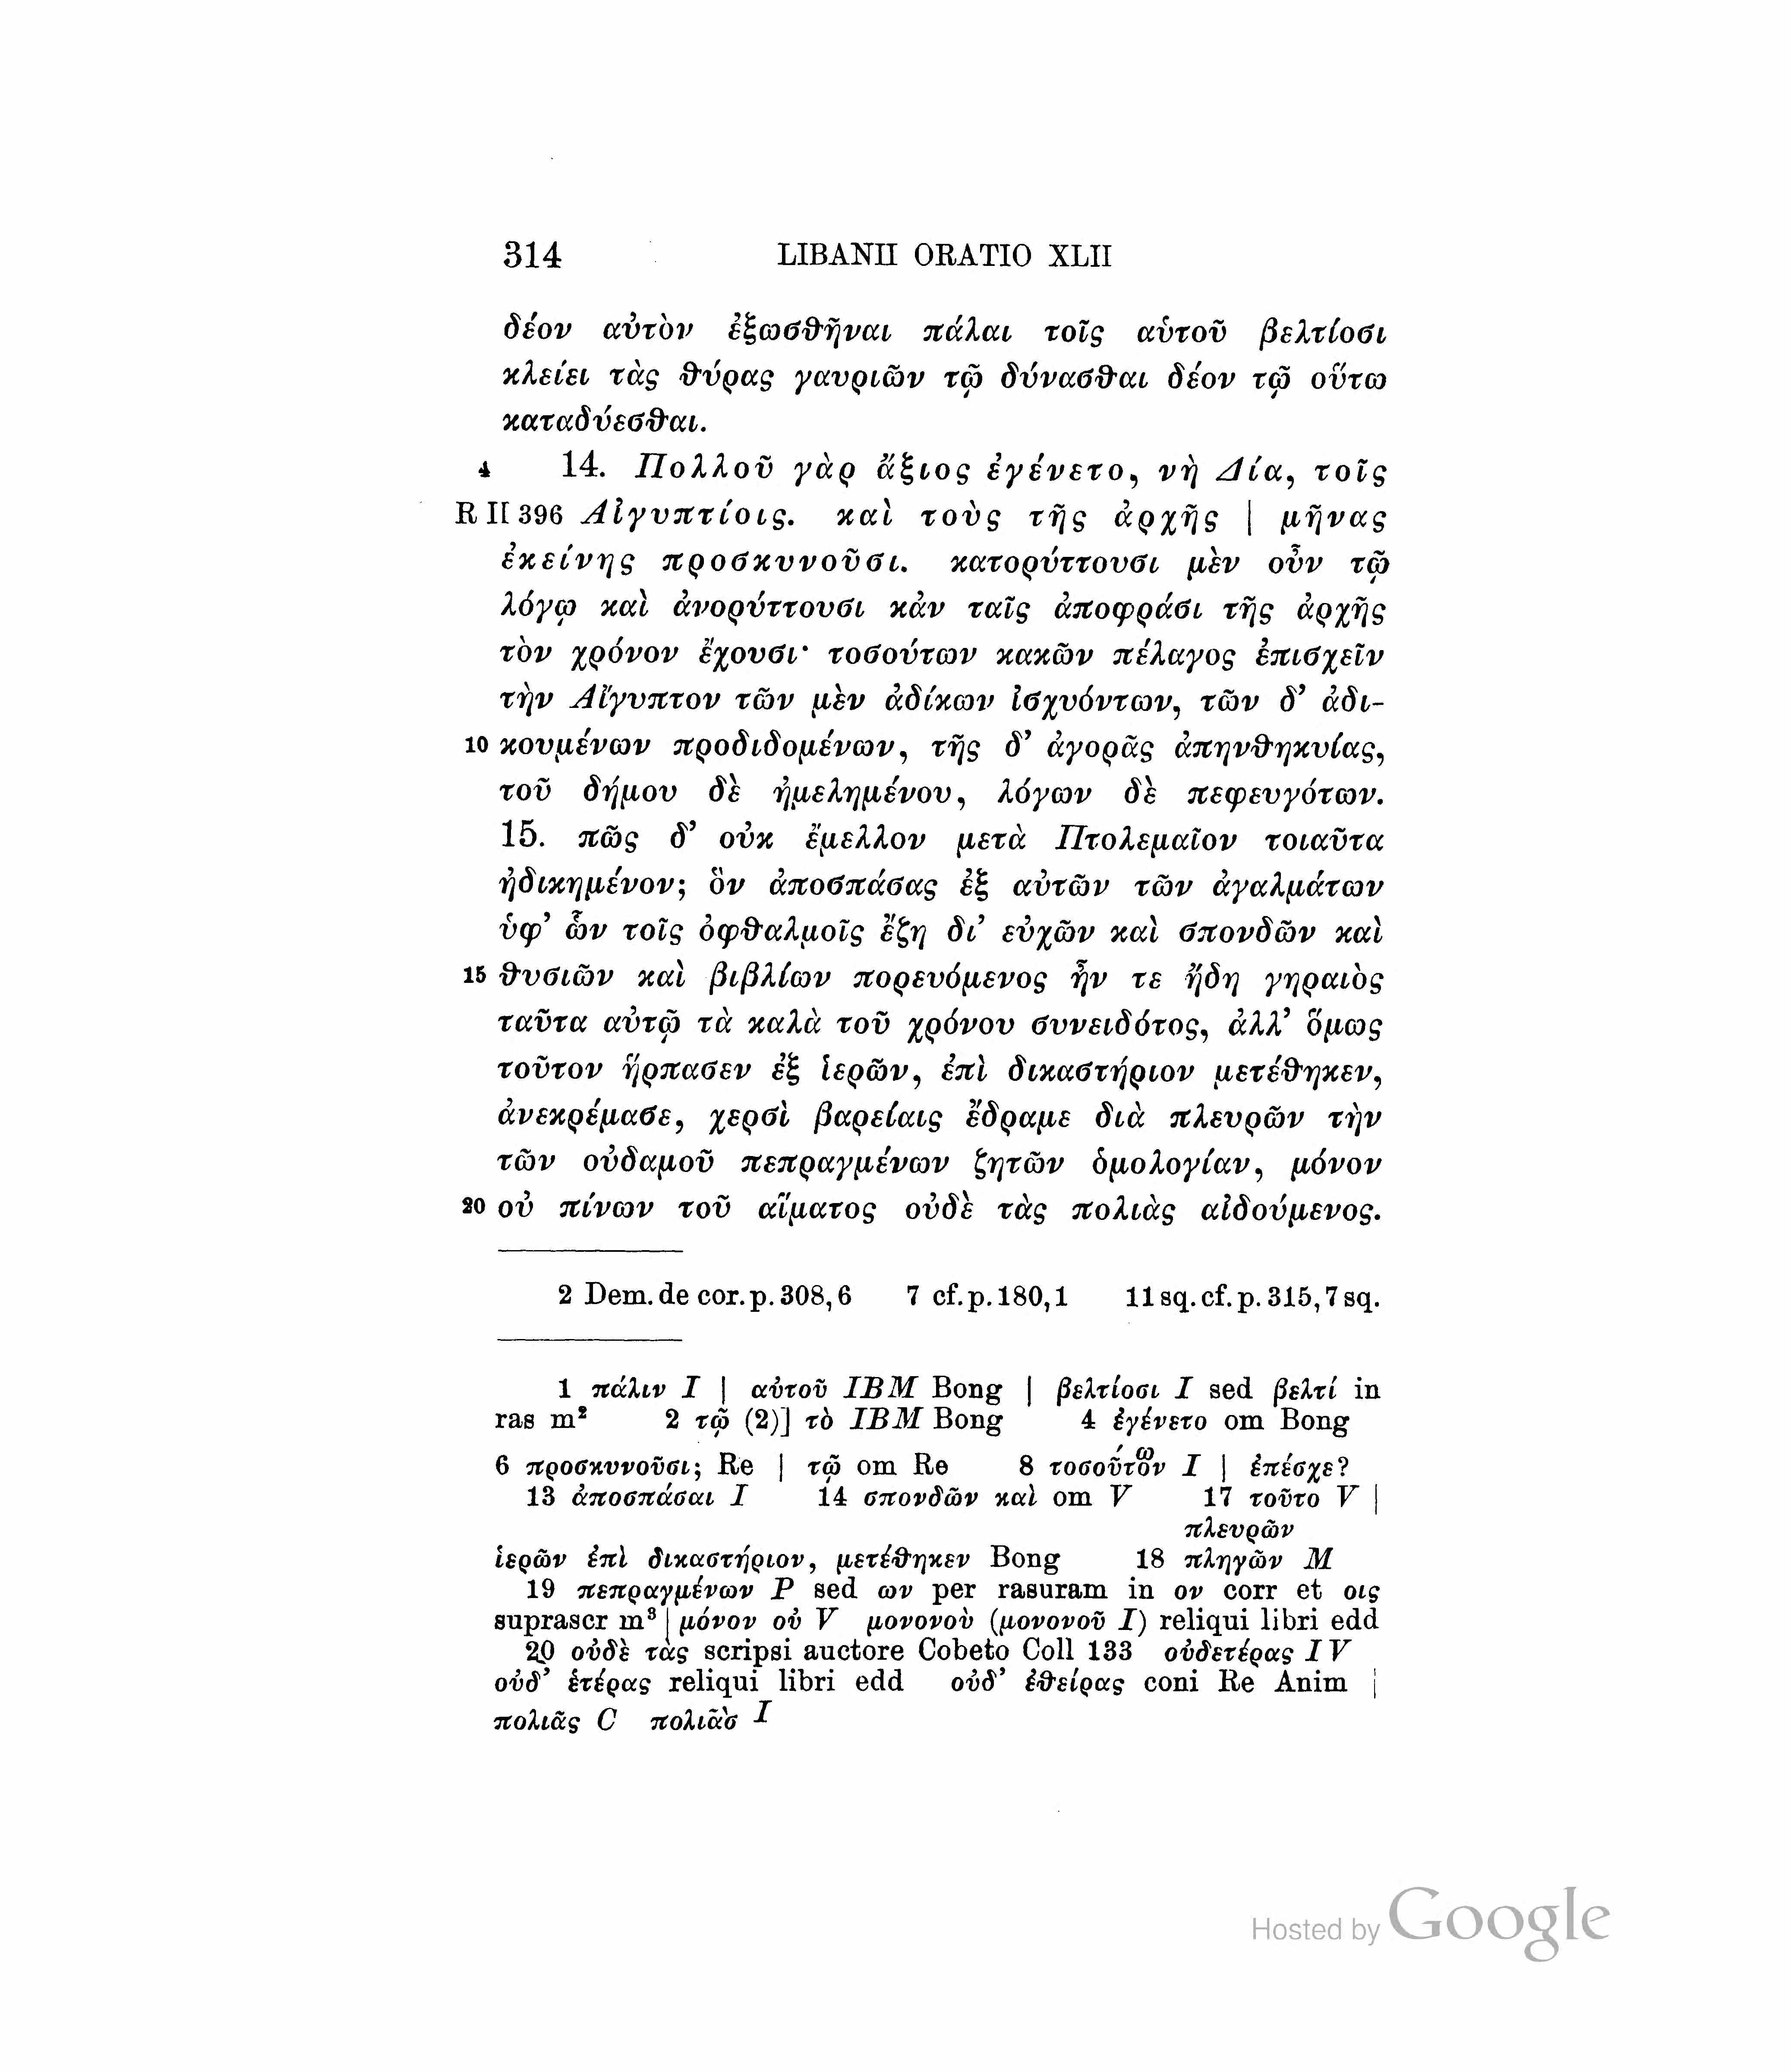 314 LIBANII ORATIO XLII
δέον αὐτὸν ἐξωσθῆναι πάλαι τοῖς αὑτοῦ βελτίοσι
κλείει τὰς θύρας γαυριῶν τῷ δύνασθαι δέον τῷ οὕτω
καταδύεσθαι.
4 14. Πολλοῦ γὰρ ἄξιος ἐγένετο, νὴ Δία, τοῖς
R II 396 Αἰγυπτίοις. καὶ τοὺς τῆς ἀρχῆς | μῆνας
ἐκείνης προσκυνοῦσι. κατορύττουσι μὲν οὖν τῷ
λόγῳ καὶ ἀνορύττουσι κἀν ταῖς ἀποφράσι τῆς ἀρχῆς
τὸν χρόνον ἔχουσι· τοσούτων κακῶν πέλαγος ἐπισχεῖν
τὴν Αἴγυπτον τῶν μὲν ἀδίκων ἰσχυόντων, τῶν δ’ ἀδι-
10 κουμένων προδιδομένων, τῆς δ’ ἀγορᾶς ἀπηνθηκυίας,
τοῦ δήμου δὲ ἠμελημένου, λόγων δὲ πεφευγότων.
15. πῶς δ’ οὐκ ἔμελλον μετὰ Πτολεμαῖον τοιαῦτα
ἠδικημένον; ὃν ἀποσπάσας ἐξ αὐτῶν τῶν ἀγαλμάτων
ὑφ’ ὧν τοῖς ὀφθαλμοῖς ἔζη δι’ εὐχῶν καὶ σπονδῶν καὶ
15 θυσιῶν καὶ βιβλίων πορευόμενος ἦν τε ἤδη γηραιὸς
ταῦτα αὐτῷ τὰ καλὰ τοῦ χρόνου συνειδότος, ἀλλ’ ὅμως
τοῦτον ἥρπασεν ἐξ ἱερῶν, ἐπὶ δικαστήριον μετέθηκεν,
ἀνεκρέμασε, χερσὶ βαρείαις ἔδραμε διὰ πλευρῶν τὴν
τῶν οὐδαμοῦ πεπραγμένων ζητῶν ὁμολογίαν, μόνον
20 οὐ πίνων τοῦ αἵματος οὐδὲ τὰς πολιὰς αἰδούμενος.
2 Dem. de cor. p. 308, 6 7 cf. p. 180, 1 11 sq. cf. p. 315, 7 sq.
1 πάλιν I | αὐτοῦ IBM Bong | βελτίοσι I sed βελτί in
ras m² 2 τῷ (2)] τὸ IBM Bong 4 ἐγένετο om Bong
6 προσκυνοῦσι; Re | τῷ om Re 8 τοσοῦτόν I | ἐπέσχε?
13 ἀποσπάσαι I 14 σπονδῶν καὶ om V 17 τοῦτο V |
πλευρῶν
ἱερῶν ἐπὶ δικαστήριον, μετέθηκεν Bong 18 πληγῶν M
19 πεπραγμένων P sed ων per rasuram in ον corr et οις
suprascr m³ | μόνον οὐ V μονονοὺ (μονονοῦ I) reliqui libri edd
20 οὐδὲ τὰς scripsi auctore Cobeto Coll 133 οὐδετέρας IV
οὐδ’ ἑτέρας reliqui libri edd οὐδ’ ἐθείρας coni Re Anim |
πολιᾶς C πολιᾶσ I
Hosted by Google